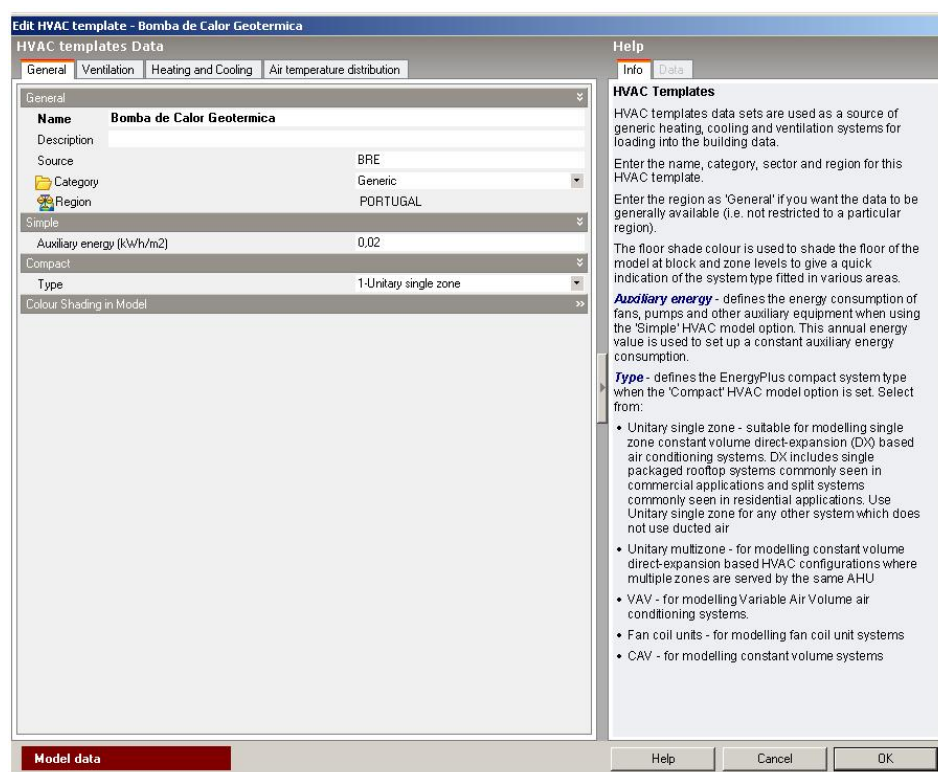 Edit HVAC template - Bomba de Calor Geotermica
HVAC templates Data
General Ventilation Heating and Cooling Air temperature distribution
General
Name Bomba de Calor Geotermica
Description
Source BRE
Category Generic
Region PORTUGAL
Simple
Auxiliary energy (kWh/m2) 0,02
Compact
Type 1-Unitary single zone
Colour Shading in Model
Model data
Help
Info Data
HVAC Templates
HVAC templates data sets are used as a source of
generic heating, cooling and ventilation systems for
loading into the building data.
Enter the name, category, sector and region for this
HVAC template.
Enter the region as 'General' if you want the data to be
generally available (i.e. not restricted to a particular
region).
The floor shade colour is used to shade the floor of the
model at block and zone levels to give a quick
indication of the system type fitted in various areas.
Auxiliary energy - defines the energy consumption of
fans, pumps and other auxiliary equipment when using
the 'Simple' HVAC model option. This annual energy
value is used to set up a constant auxiliary energy
consumption.
Type - defines the EnergyPlus compact system type
when the 'Compact' HVAC model option is set. Select
from:
• Unitary single zone - suitable for modelling single
zone constant volume direct-expansion (DX) based
air conditioning systems. DX includes single
packaged rooftop systems commonly seen in
commercial applications and split systems
commonly seen in residential applications. Use
Unitary single zone for any other system which does
not use ducted air
• Unitary multizone - for modelling constant volume
direct-expansion based HVAC configurations where
multiple zones are served by the same AHU
• VAV - for modelling Variable Air Volume air
conditioning systems.
• Fan coil units - for modelling fan coil unit systems
• CAV - for modelling constant volume systems
Help Cancel OK